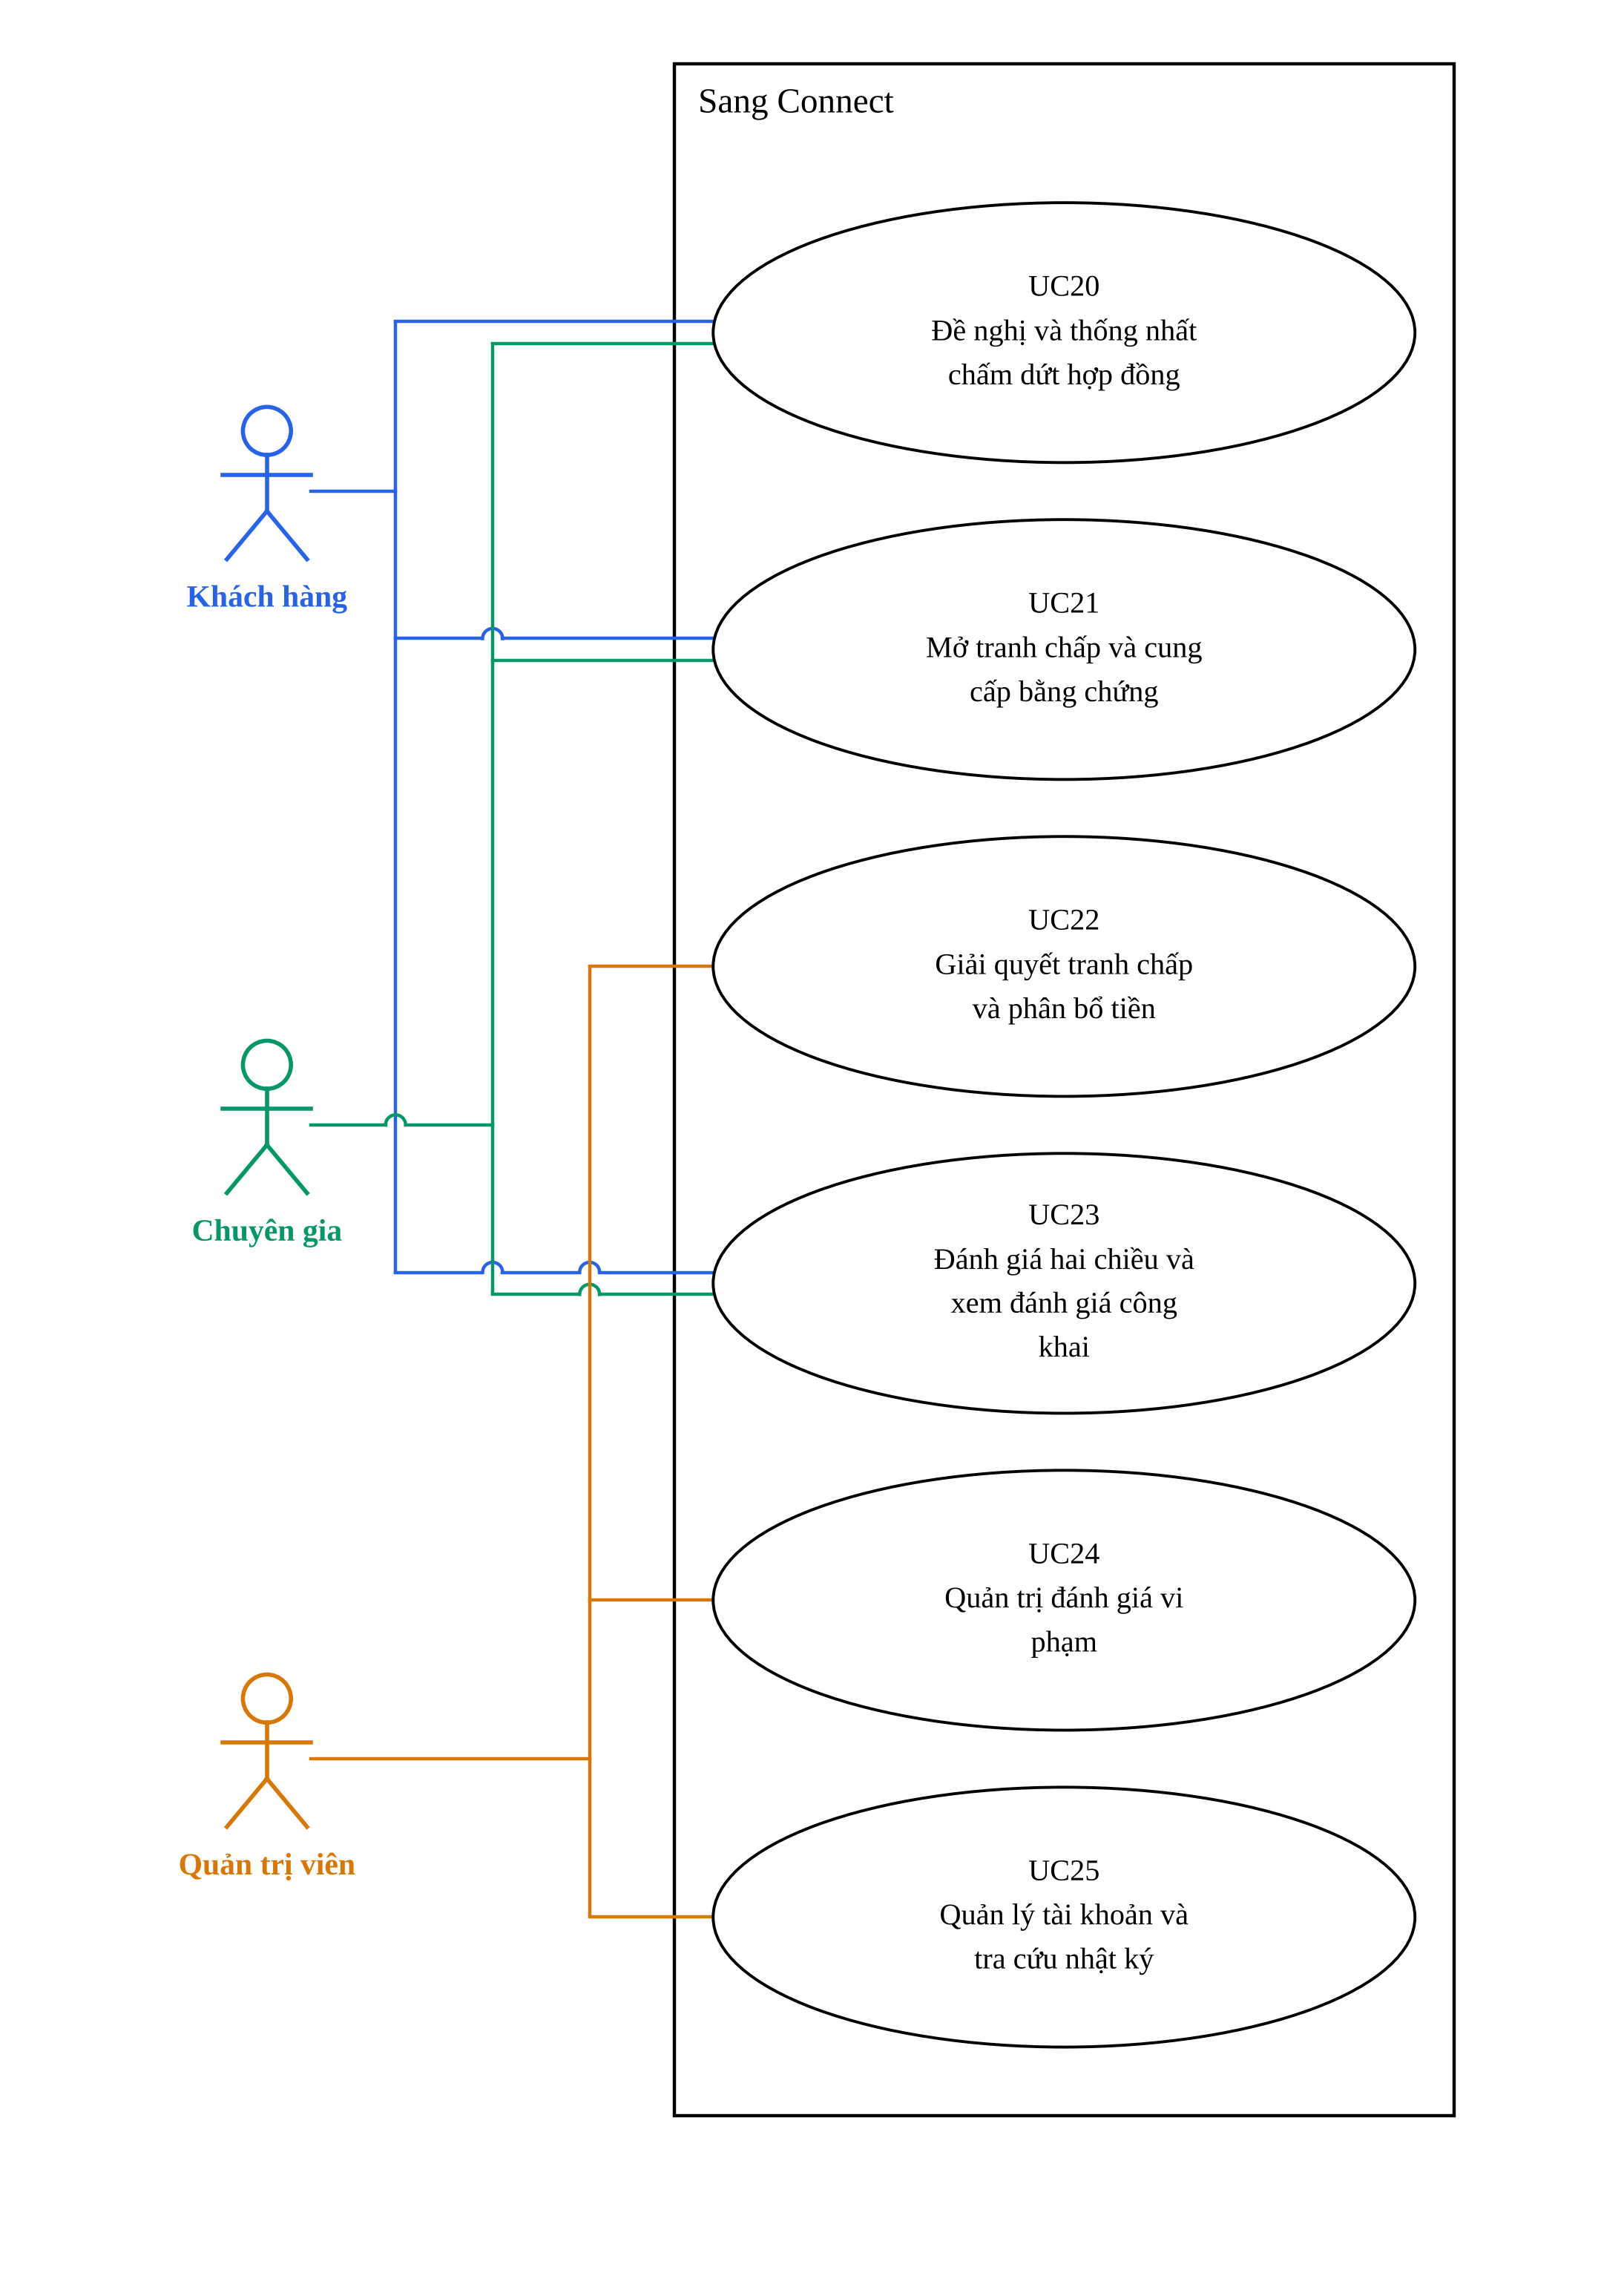 Sang Connect
UC20
Đề nghị và thống nhất
chấm dứt hợp đồng
Khách hàng
UC21
Mở tranh chấp và cung
cấp bằng chứng
UC22
Giải quyết tranh chấp
và phân bổ tiền
Chuyên gia
UC23
Đánh giá hai chiều và
xem đánh giá công
khai
UC24
Quản trị đánh giá vi
phạm
Quản trị viên
UC25
Quản lý tài khoản và
tra cứu nhật ký